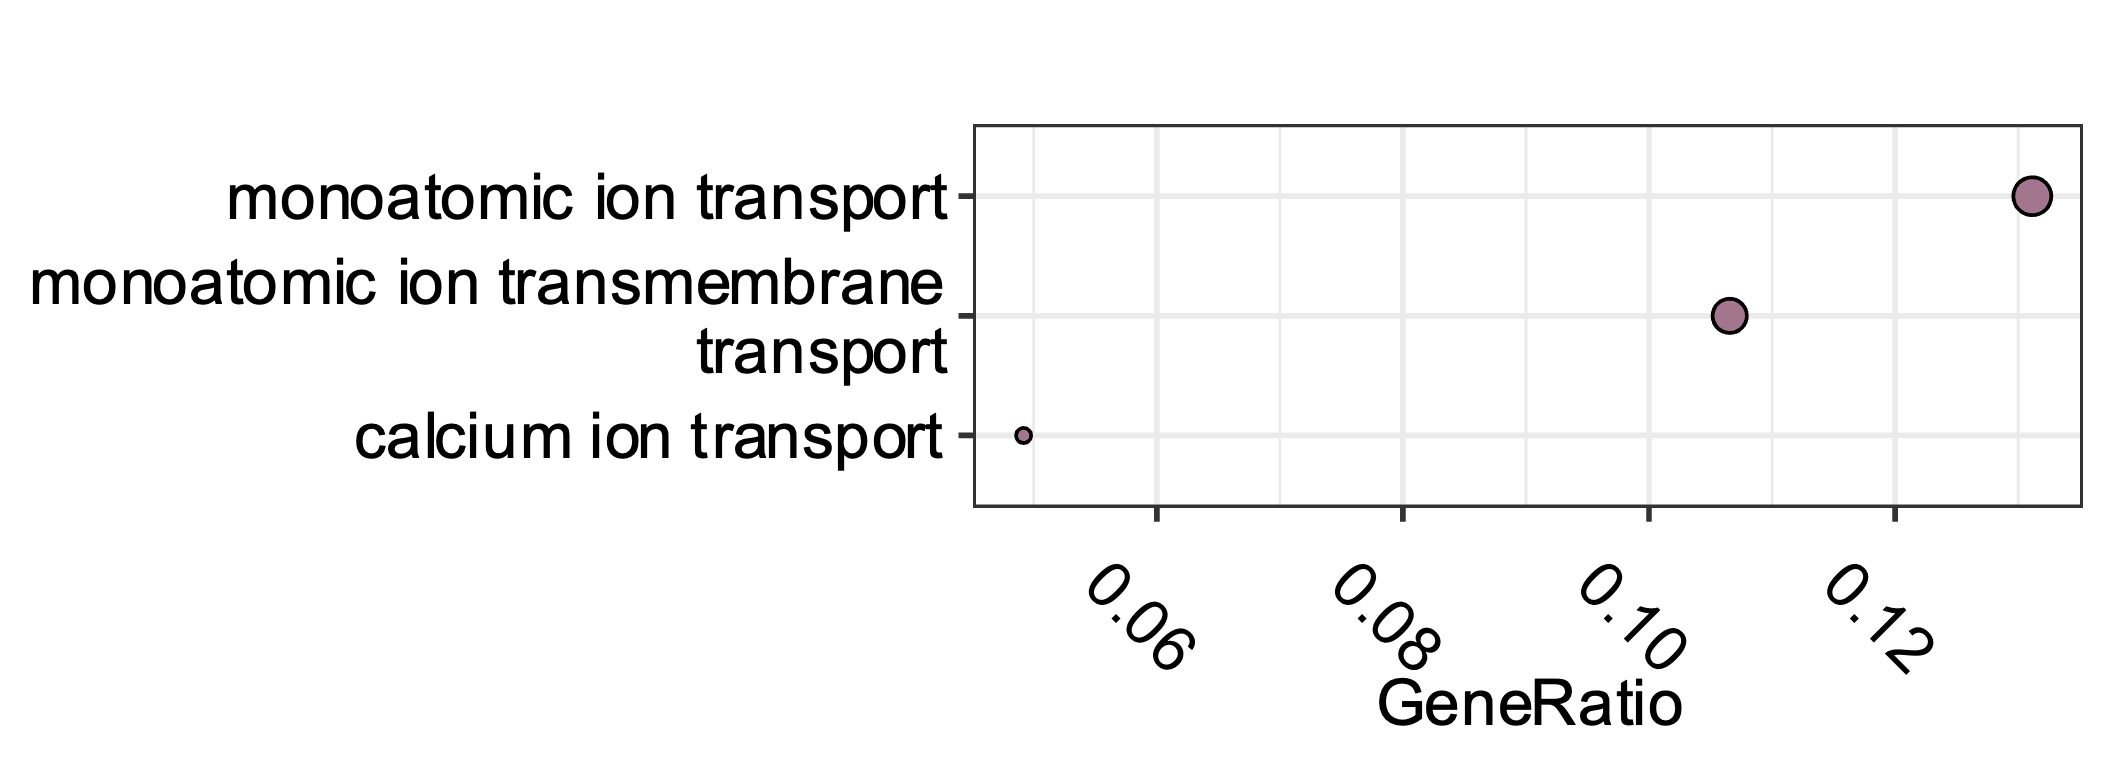 monoatomic ion transport
monoatomic ion transmembrane
transport
calcium ion transport
0.06
0.08
0.10
0.12
GeneRatio